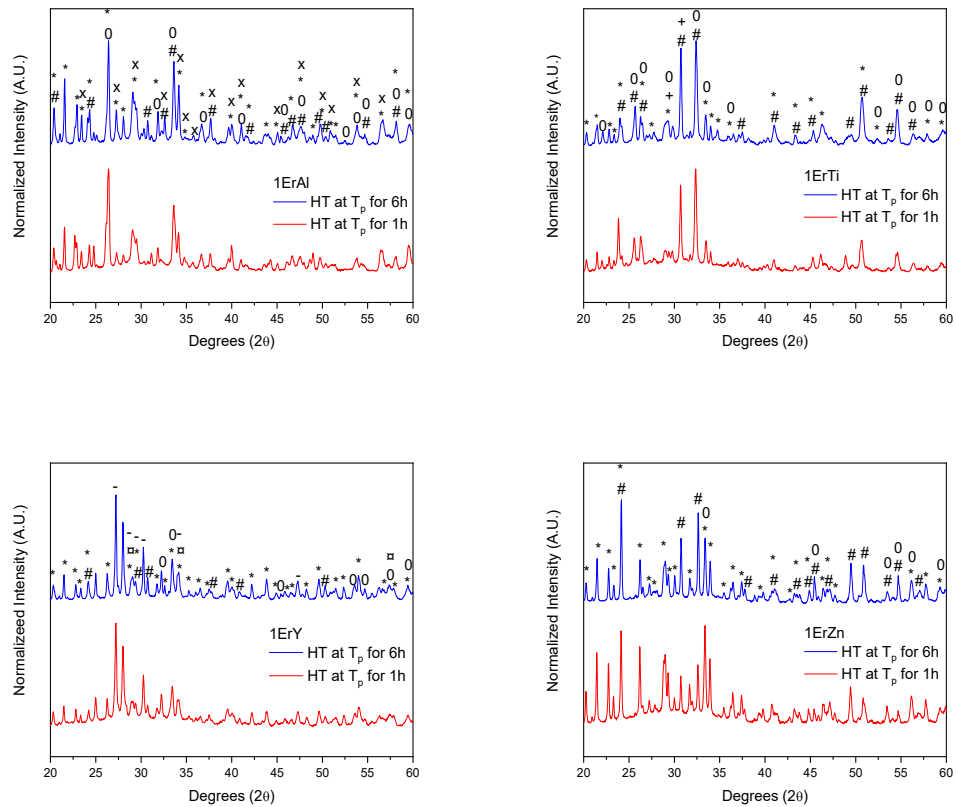 Normalized Intensity (A.U.)
1ErAl
HT at Tp for 6h
HT at Tp for 1h
20 25 30 35 40 45 50 55 60
Degrees (2θ)
Normalized Intensity (A.U.)
1ErTi
HT at Tp for 6h
HT at Tp for 1h
20 25 30 35 40 45 50 55 60
Degrees (2θ)
Normalizeed Intensity (A.U.)
1ErY
HT at Tp for 6h
HT at Tp for 1h
20 25 30 35 40 45 50 55 60
Degrees (2θ)
Normalized Intensity (A.U.)
1ErZn
HT at Tp for 6h
HT at Tp for 1h
20 25 30 35 40 45 50 55 60
Degrees (2θ)